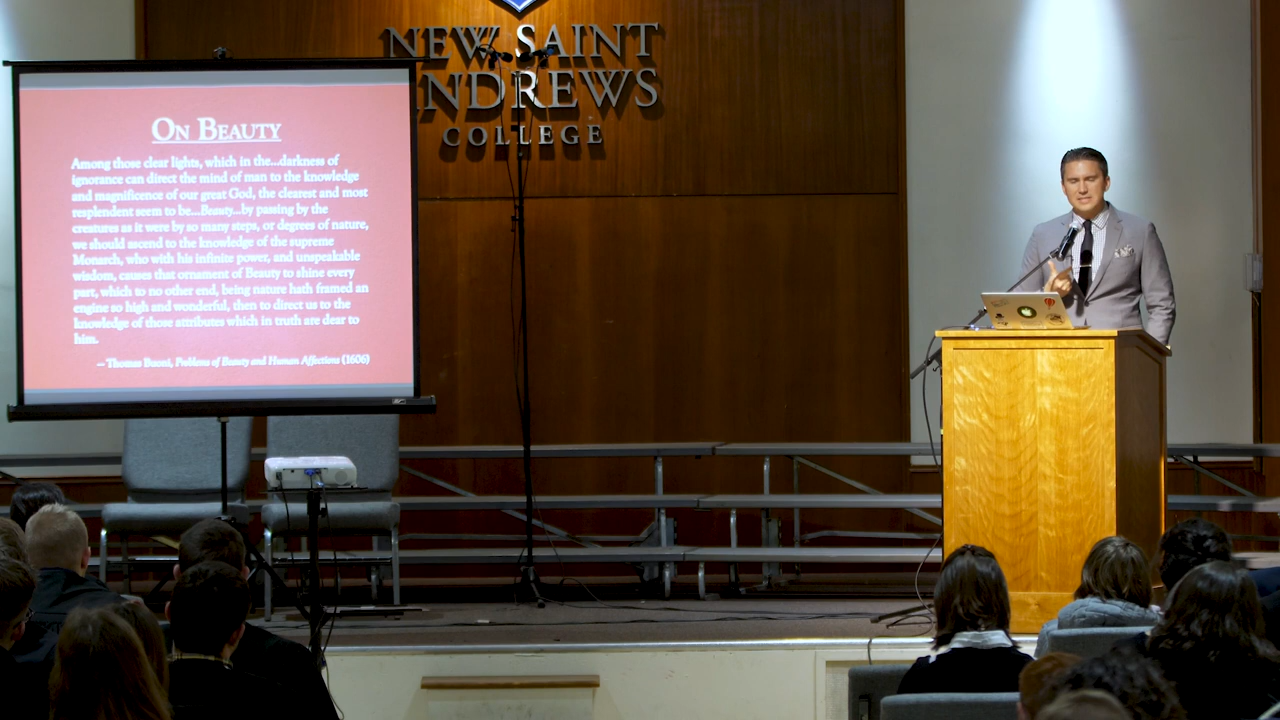 NEW SAINT
ANDREWS
COLLEGE
ON BEAUTY
Among those clear lights, which in the...darkness of
ignorance can direct the mind of man to the knowledge
and magnificence of our great God, the clearest and most
resplendent seem to be...Beauty...by passing by the
creatures as it were by so many steps, or degrees of nature,
we should ascend to the knowledge of the supreme
Monarch, who with his infinite power, and unspeakable
wisdom, causes that ornament of Beauty to shine every
part, which to no other end, being nature hath framed an
engine so high and wonderful, then to direct us to the
knowledge of those attributes which in truth are dear to
him.
– Thomas Buoni, Problems of Beauty and Human Affections (1606)